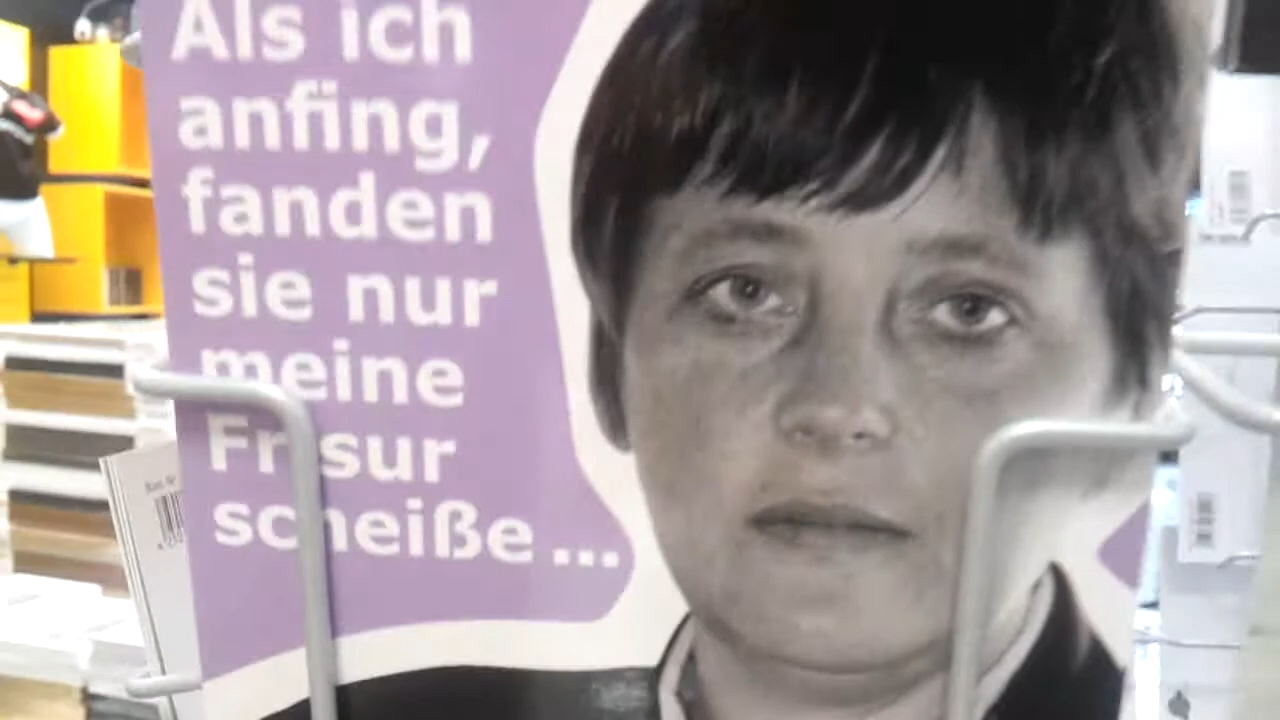 Als ich
anfing,
fanden
sie nur
meine
Frisur
scheiße...